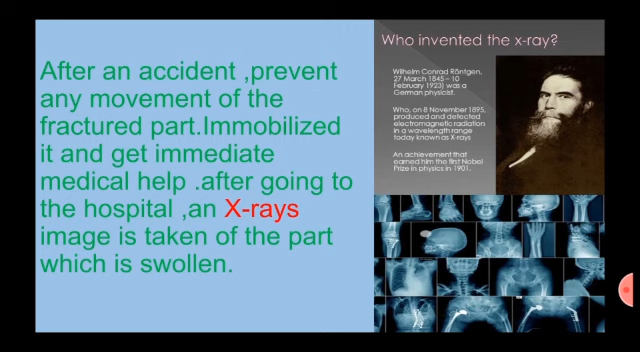 After an accident ,prevent
any movement of the
fractured part.Immobilized
it and get immediate
medical help .after going to
the hospital ,an X-rays
image is taken of the part
which is swollen.
Who invented the x-ray?
Wilhelm Conrad Röntgen,
27 March 1845 – 10
February 1923) was a
German physicist.
Who, on 8 November 1895,
produced and detected
electromagnetic radiation
in a wavelength range
today known as X-rays
An achievement that
earned him the first Nobel
Prize in physics in 1901.